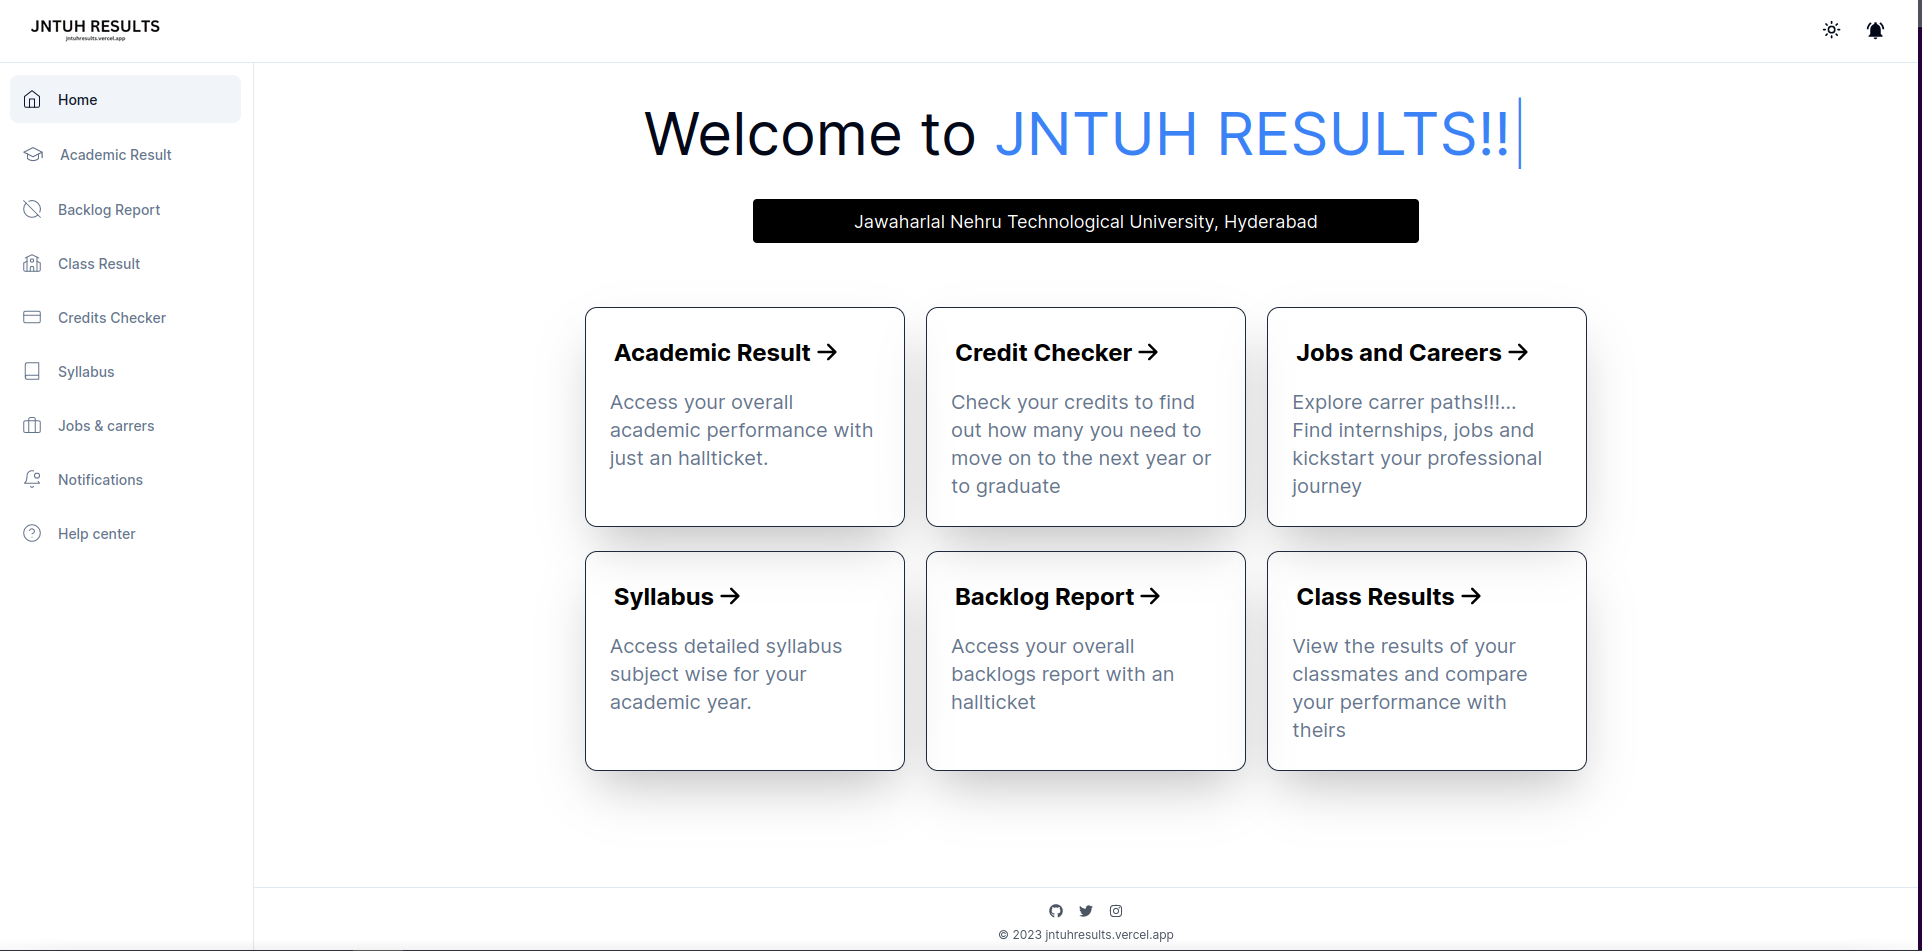 JNTUH RESULTS
jntuhresults.vercel.app
Home
Academic Result
Backlog Report
Class Result
Credits Checker
Syllabus
Jobs & carrers
Notifications
Help center
Welcome to JNTUH RESULTS!!
Jawaharlal Nehru Technological University, Hyderabad
Academic Result
Access your overall
academic performance with
just an hallticket.
Credit Checker
Check your credits to find
out how many you need to
move on to the next year or
to graduate
Jobs and Careers
Explore carrer paths!!!...
Find internships, jobs and
kickstart your professional
journey
Syllabus
Access detailed syllabus
subject wise for your
academic year.
Backlog Report
Access your overall
backlogs report with an
hallticket
Class Results
View the results of your
classmates and compare
your performance with
theirs
© 2023 jntuhresults.vercel.app